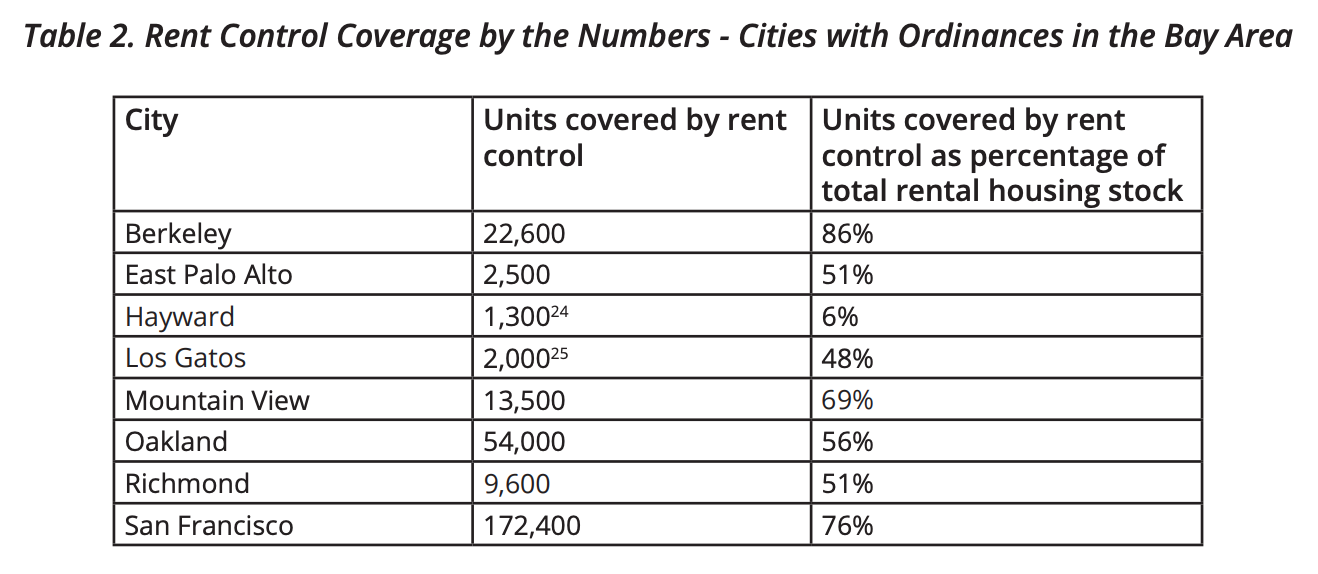 Table 2. Rent Control Coverage by the Numbers - Cities with Ordinances in the Bay Area
City
Units covered by rent
control
Units covered by rent
control as percentage of
total rental housing stock
Berkeley 22,600 86%
East Palo Alto 2,500 51%
Hayward 1,300²⁴ 6%
Los Gatos 2,000²⁵ 48%
Mountain View 13,500 69%
Oakland 54,000 56%
Richmond 9,600 51%
San Francisco 172,400 76%